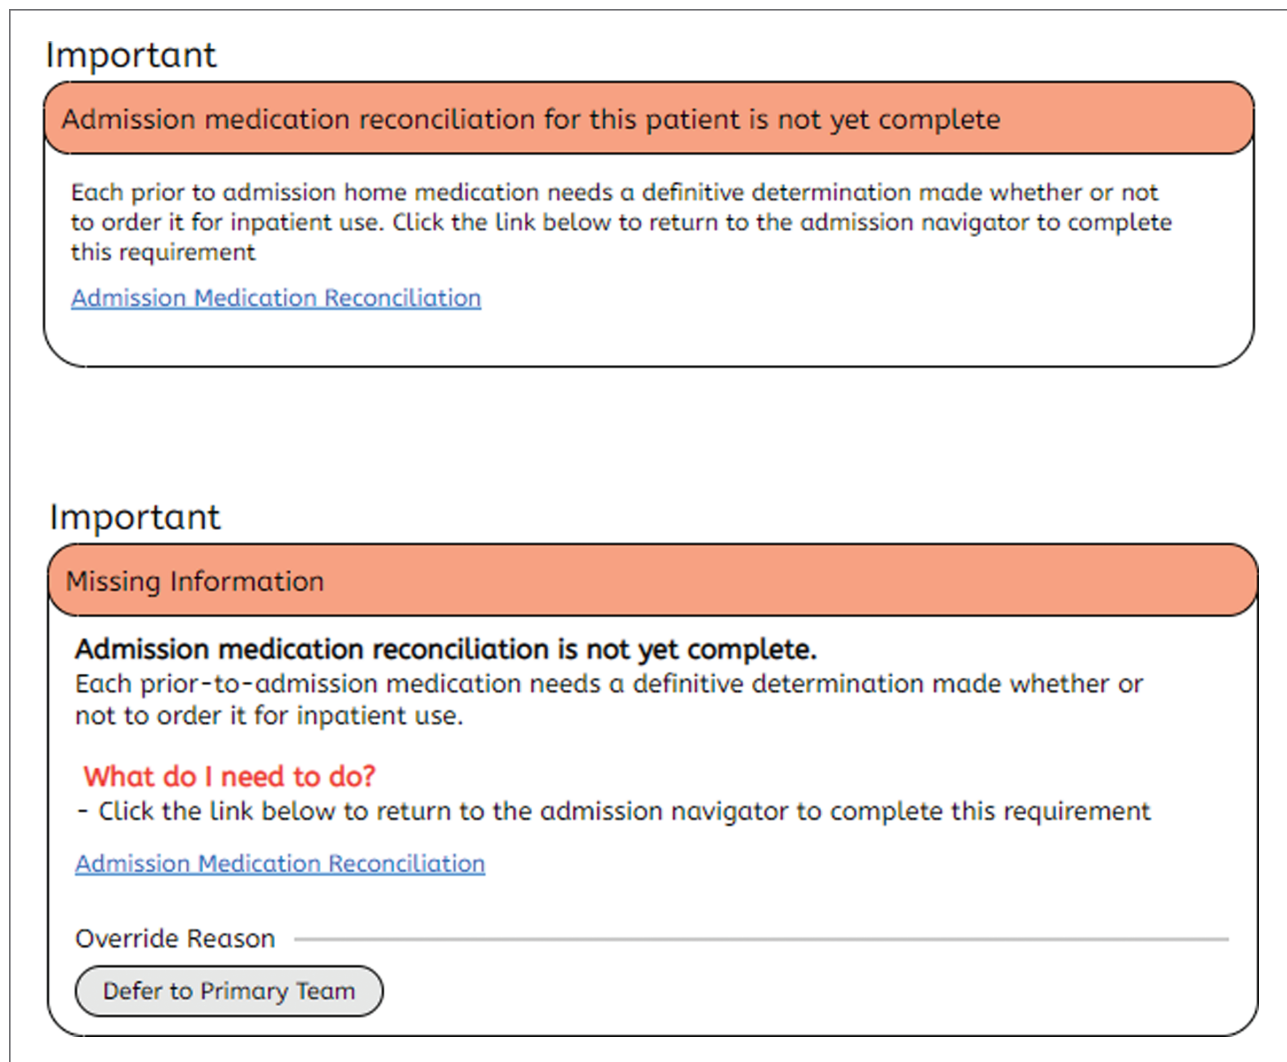 Important
Admission medication reconciliation for this patient is not yet complete
Each prior to admission home medication needs a definitive determination made whether or not
to order it for inpatient use. Click the link below to return to the admission navigator to complete
this requirement
Admission Medication Reconciliation
Important
Missing Information
Admission medication reconciliation is not yet complete.
Each prior-to-admission medication needs a definitive determination made whether or
not to order it for inpatient use.
What do I need to do?
- Click the link below to return to the admission navigator to complete this requirement
Admission Medication Reconciliation
Override Reason
Defer to Primary Team